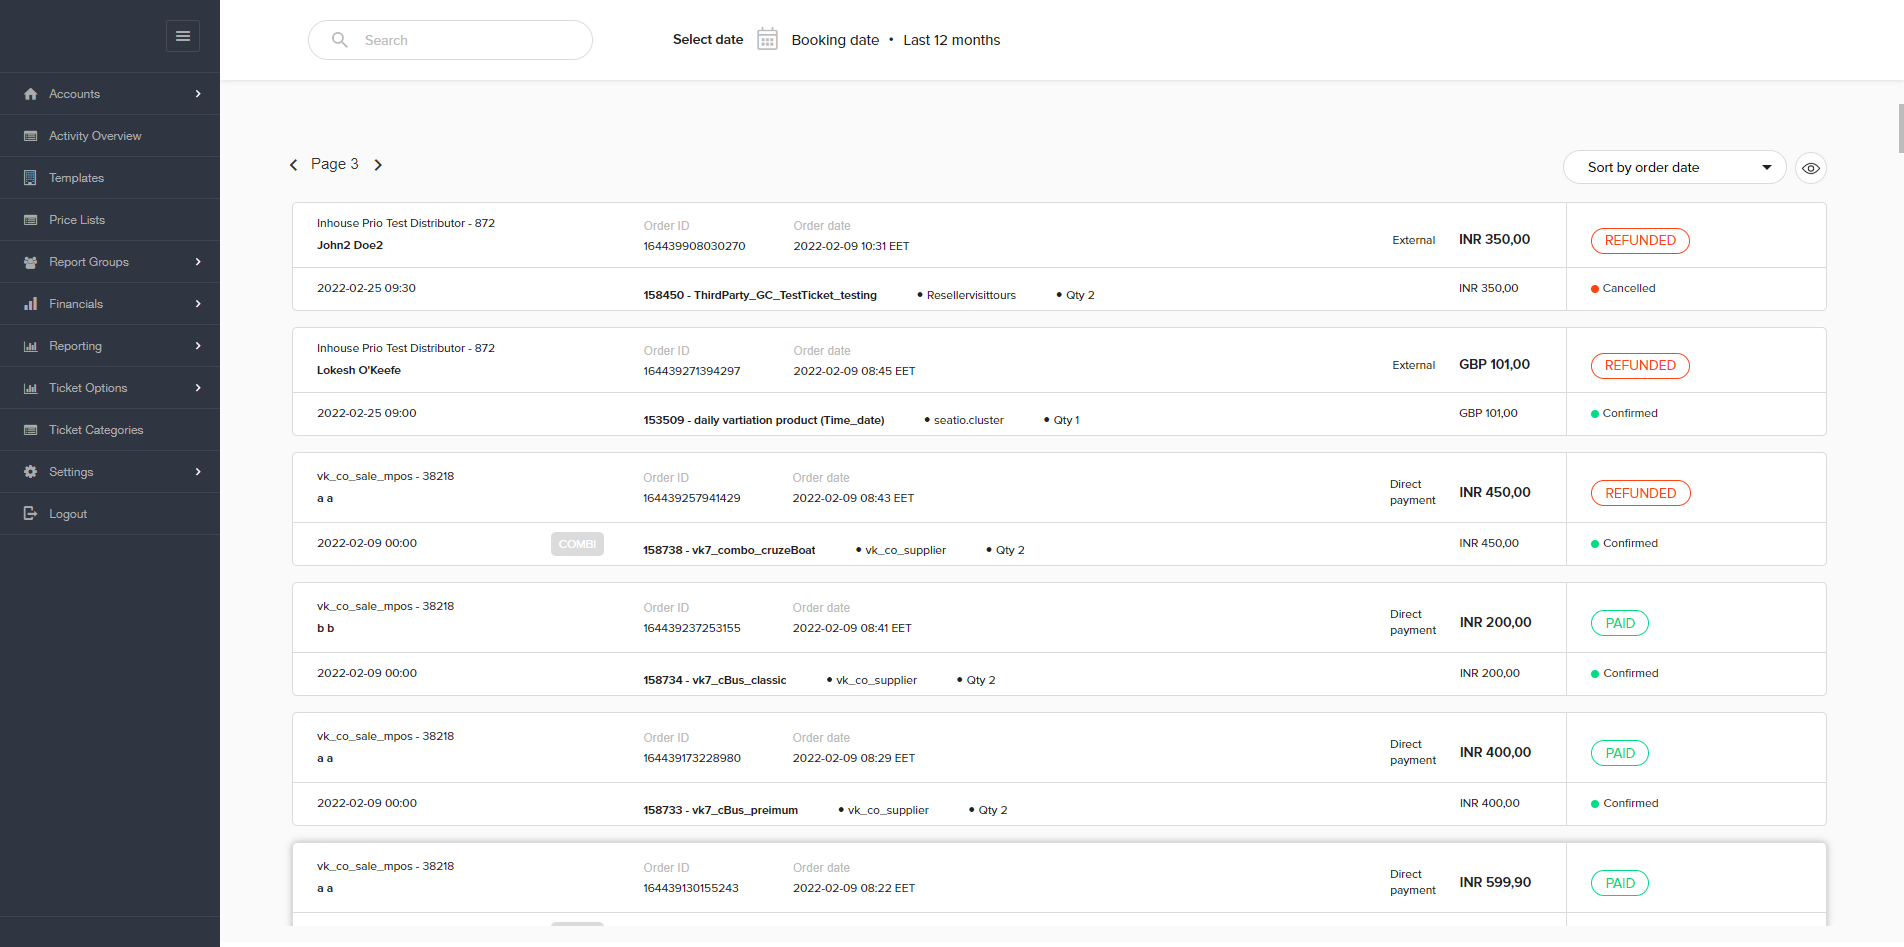 Search
Select date Booking date • Last 12 months
Accounts
Activity Overview
Templates
Price Lists
Report Groups
Financials
Reporting
Ticket Options
Ticket Categories
Settings
Logout
Page 3
Sort by order date
Inhouse Prio Test Distributor - 872
John2 Doe2
Order ID
164439908030270
Order date
2022-02-09 10:31 EET
External
INR 350,00
REFUNDED
2022-02-25 09:30
158450 - ThirdParty_GC_TestTicket_testing • Resellervisittours • Qty 2
INR 350,00
Cancelled
Inhouse Prio Test Distributor - 872
Lokesh O'Keefe
Order ID
164439271394297
Order date
2022-02-09 08:45 EET
External
GBP 101,00
REFUNDED
2022-02-25 09:00
153509 - daily vartiation product (Time_date) • seatio.cluster • Qty 1
GBP 101,00
Confirmed
vk_co_sale_mpos - 38218
a a
Order ID
164439257941429
Order date
2022-02-09 08:43 EET
Direct
payment
INR 450,00
REFUNDED
2022-02-09 00:00
COMBI
158738 - vk7_combo_cruzeBoat • vk_co_supplier • Qty 2
INR 450,00
Confirmed
vk_co_sale_mpos - 38218
b b
Order ID
164439237253155
Order date
2022-02-09 08:41 EET
Direct
payment
INR 200,00
PAID
2022-02-09 00:00
158734 - vk7_cBus_classic • vk_co_supplier • Qty 2
INR 200,00
Confirmed
vk_co_sale_mpos - 38218
a a
Order ID
164439173228980
Order date
2022-02-09 08:29 EET
Direct
payment
INR 400,00
PAID
2022-02-09 00:00
158733 - vk7_cBus_preimum • vk_co_supplier • Qty 2
INR 400,00
Confirmed
vk_co_sale_mpos - 38218
a a
Order ID
164439130155243
Order date
2022-02-09 08:22 EET
Direct
payment
INR 599,90
PAID